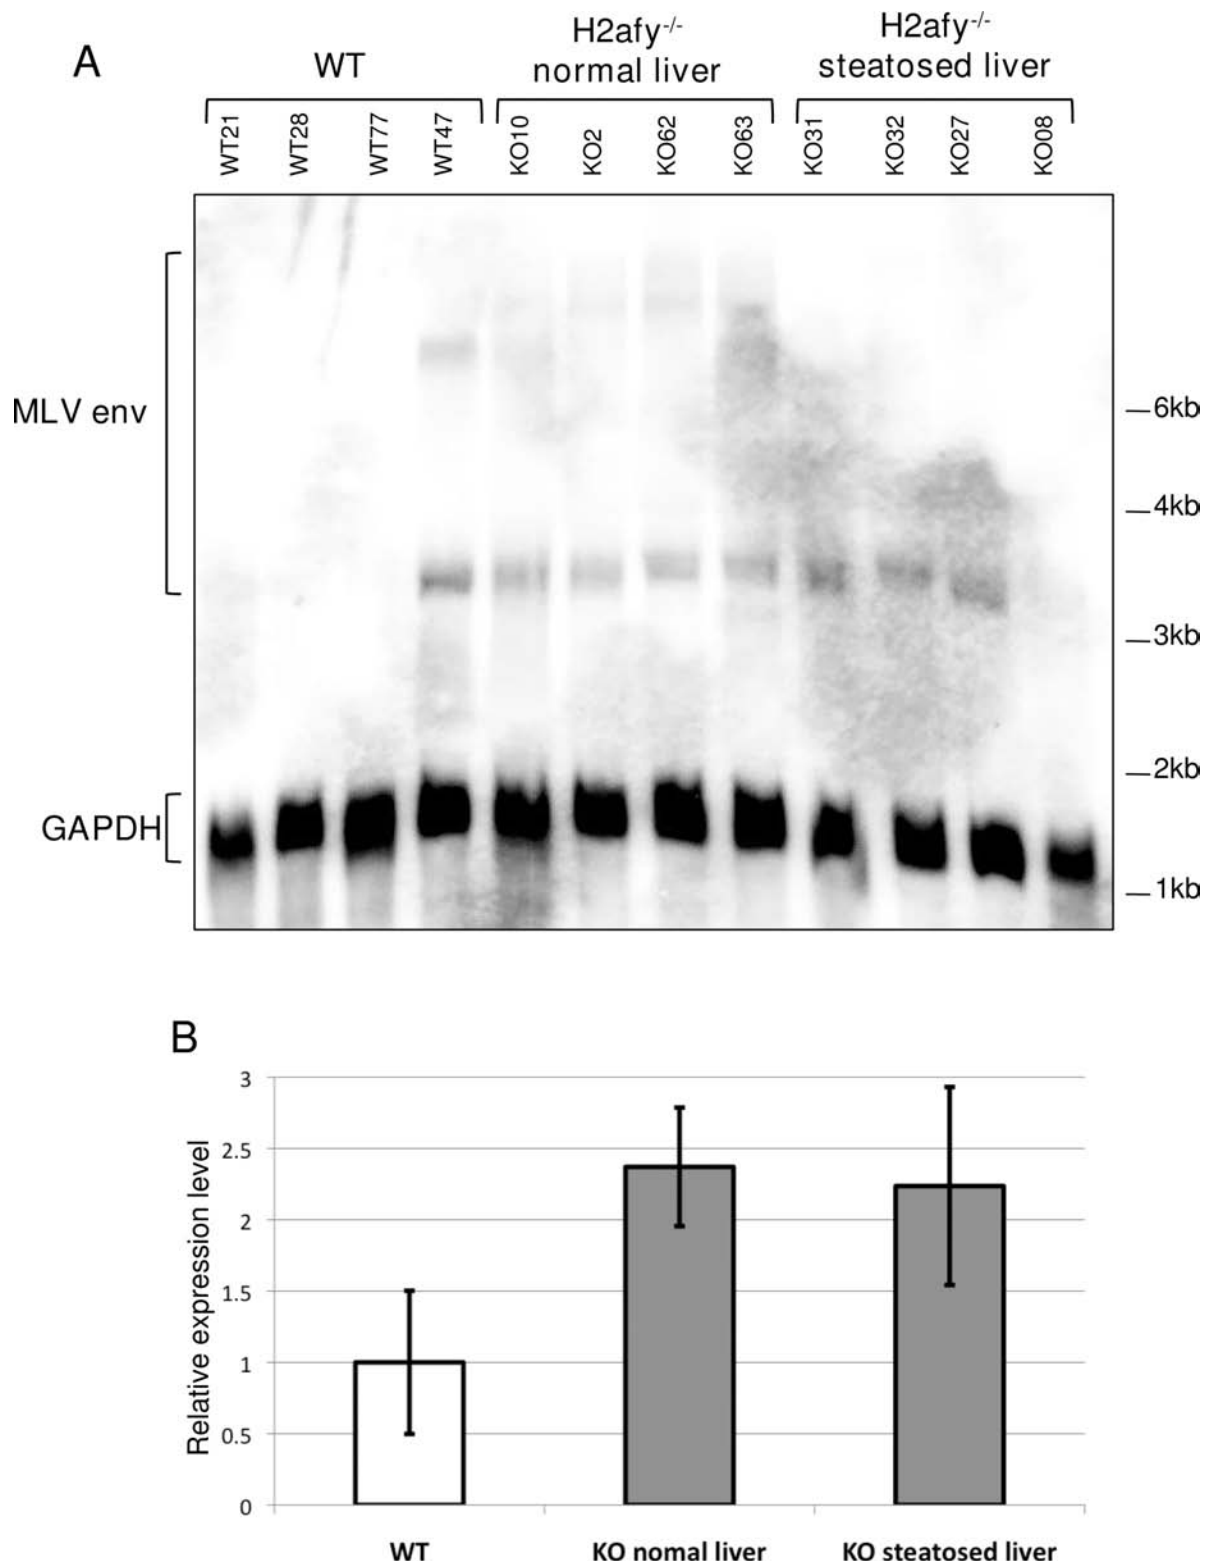 A
WT
H2afy-/-
normal liver
H2afy-/-
steatosed liver
WT21
WT28
WT77
WT47
KO10
KO2
KO62
KO63
KO31
KO32
KO27
KO08
MLV env
GAPDH
6kb
4kb
3kb
2kb
1kb
B
Relative expression level
3
2.5
2
1.5
1
0.5
0
WT
KO nomal liver
KO steatosed liver